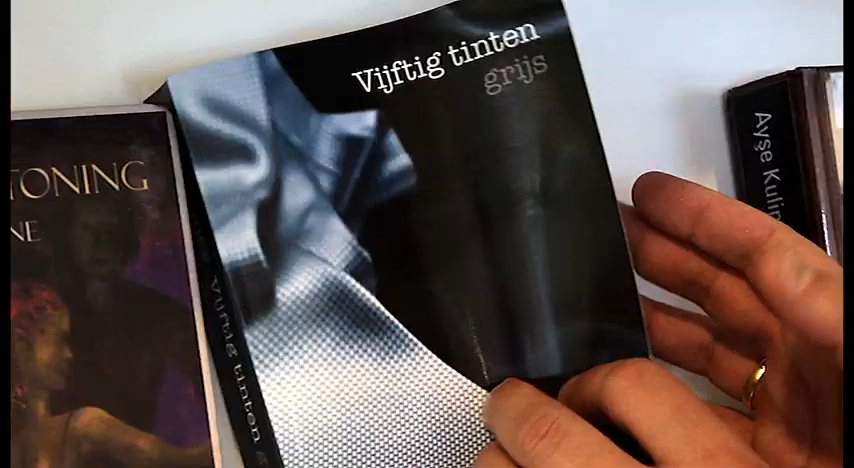 TONING
NE
Vijftig tinten
grijs
Vijftig tinten g
Ayşe Kulin